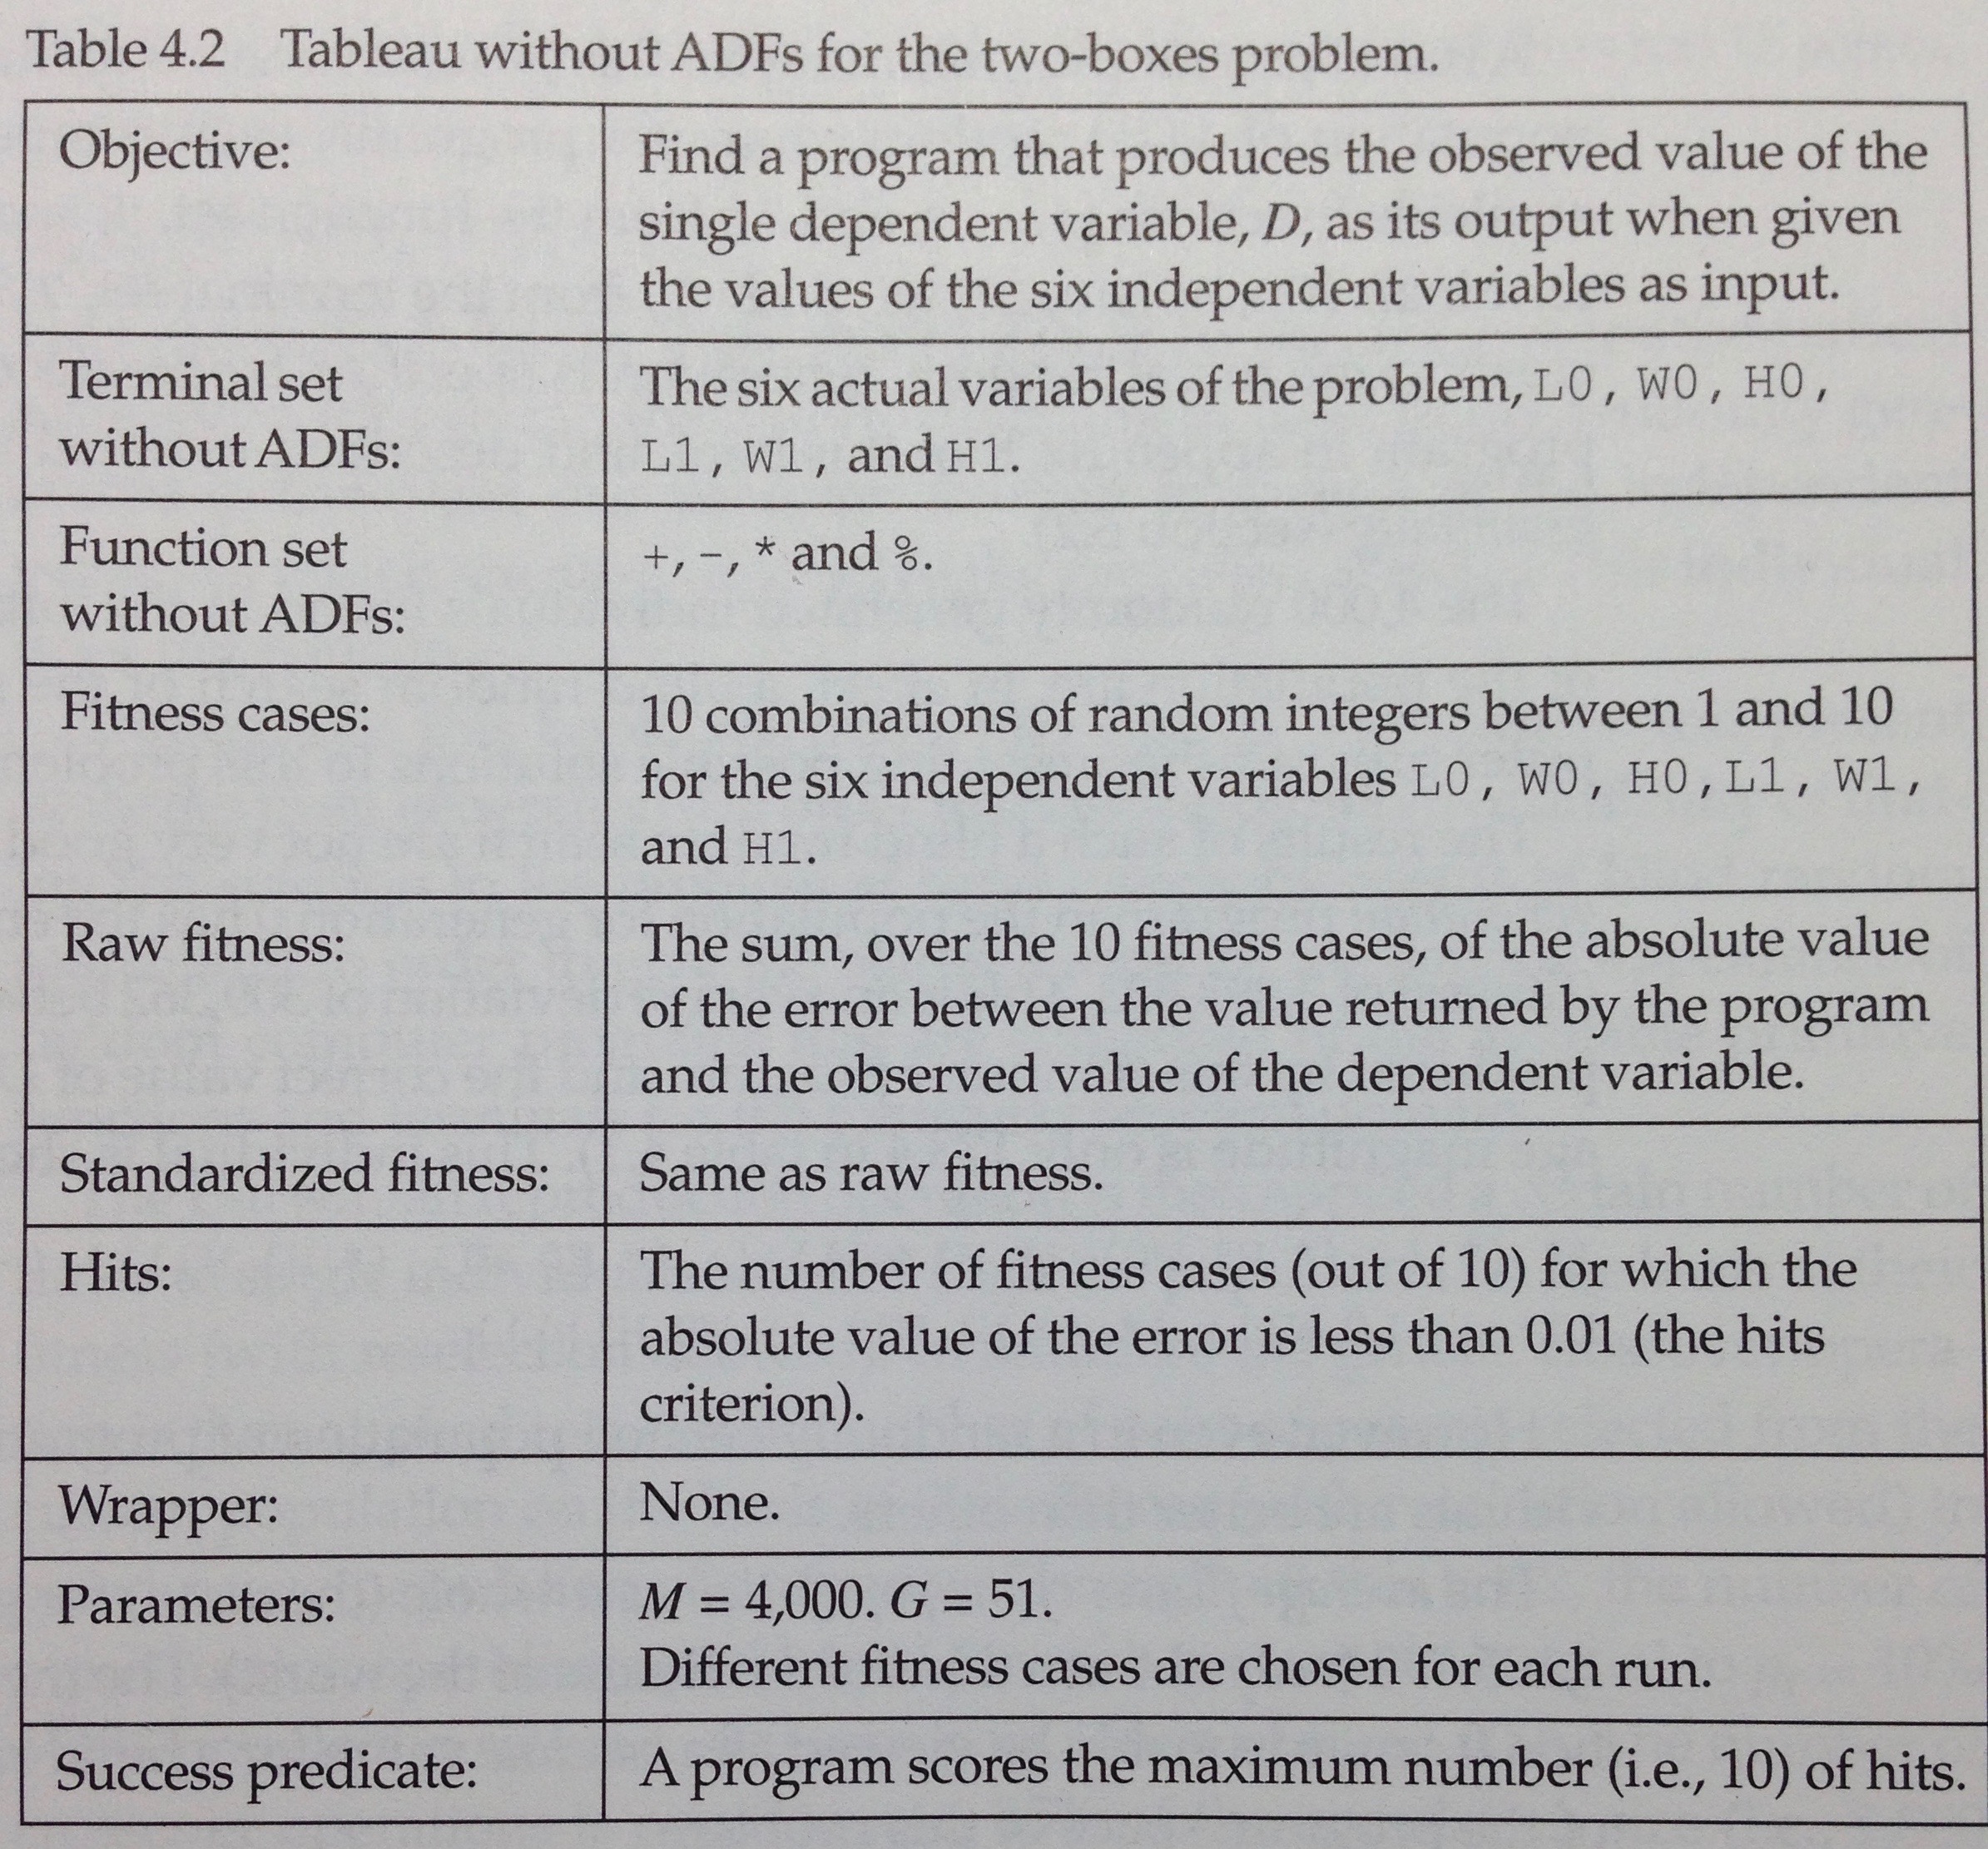 Table 4.2 Tableau without ADFs for the two-boxes problem.
Objective:
Find a program that produces the observed value of the
single dependent variable, D, as its output when given
the values of the six independent variables as input.
Terminal set
without ADFs:
The six actual variables of the problem, L0, W0, H0,
L1, W1, and H1.
Function set
without ADFs:
+, -, * and %.
Fitness cases:
10 combinations of random integers between 1 and 10
for the six independent variables L0, W0, H0, L1, W1,
and H1.
Raw fitness:
The sum, over the 10 fitness cases, of the absolute value
of the error between the value returned by the program
and the observed value of the dependent variable.
Standardized fitness:
Same as raw fitness.
Hits:
The number of fitness cases (out of 10) for which the
absolute value of the error is less than 0.01 (the hits
criterion).
Wrapper:
None.
Parameters:
M = 4,000. G = 51.
Different fitness cases are chosen for each run.
Success predicate:
A program scores the maximum number (i.e., 10) of hits.